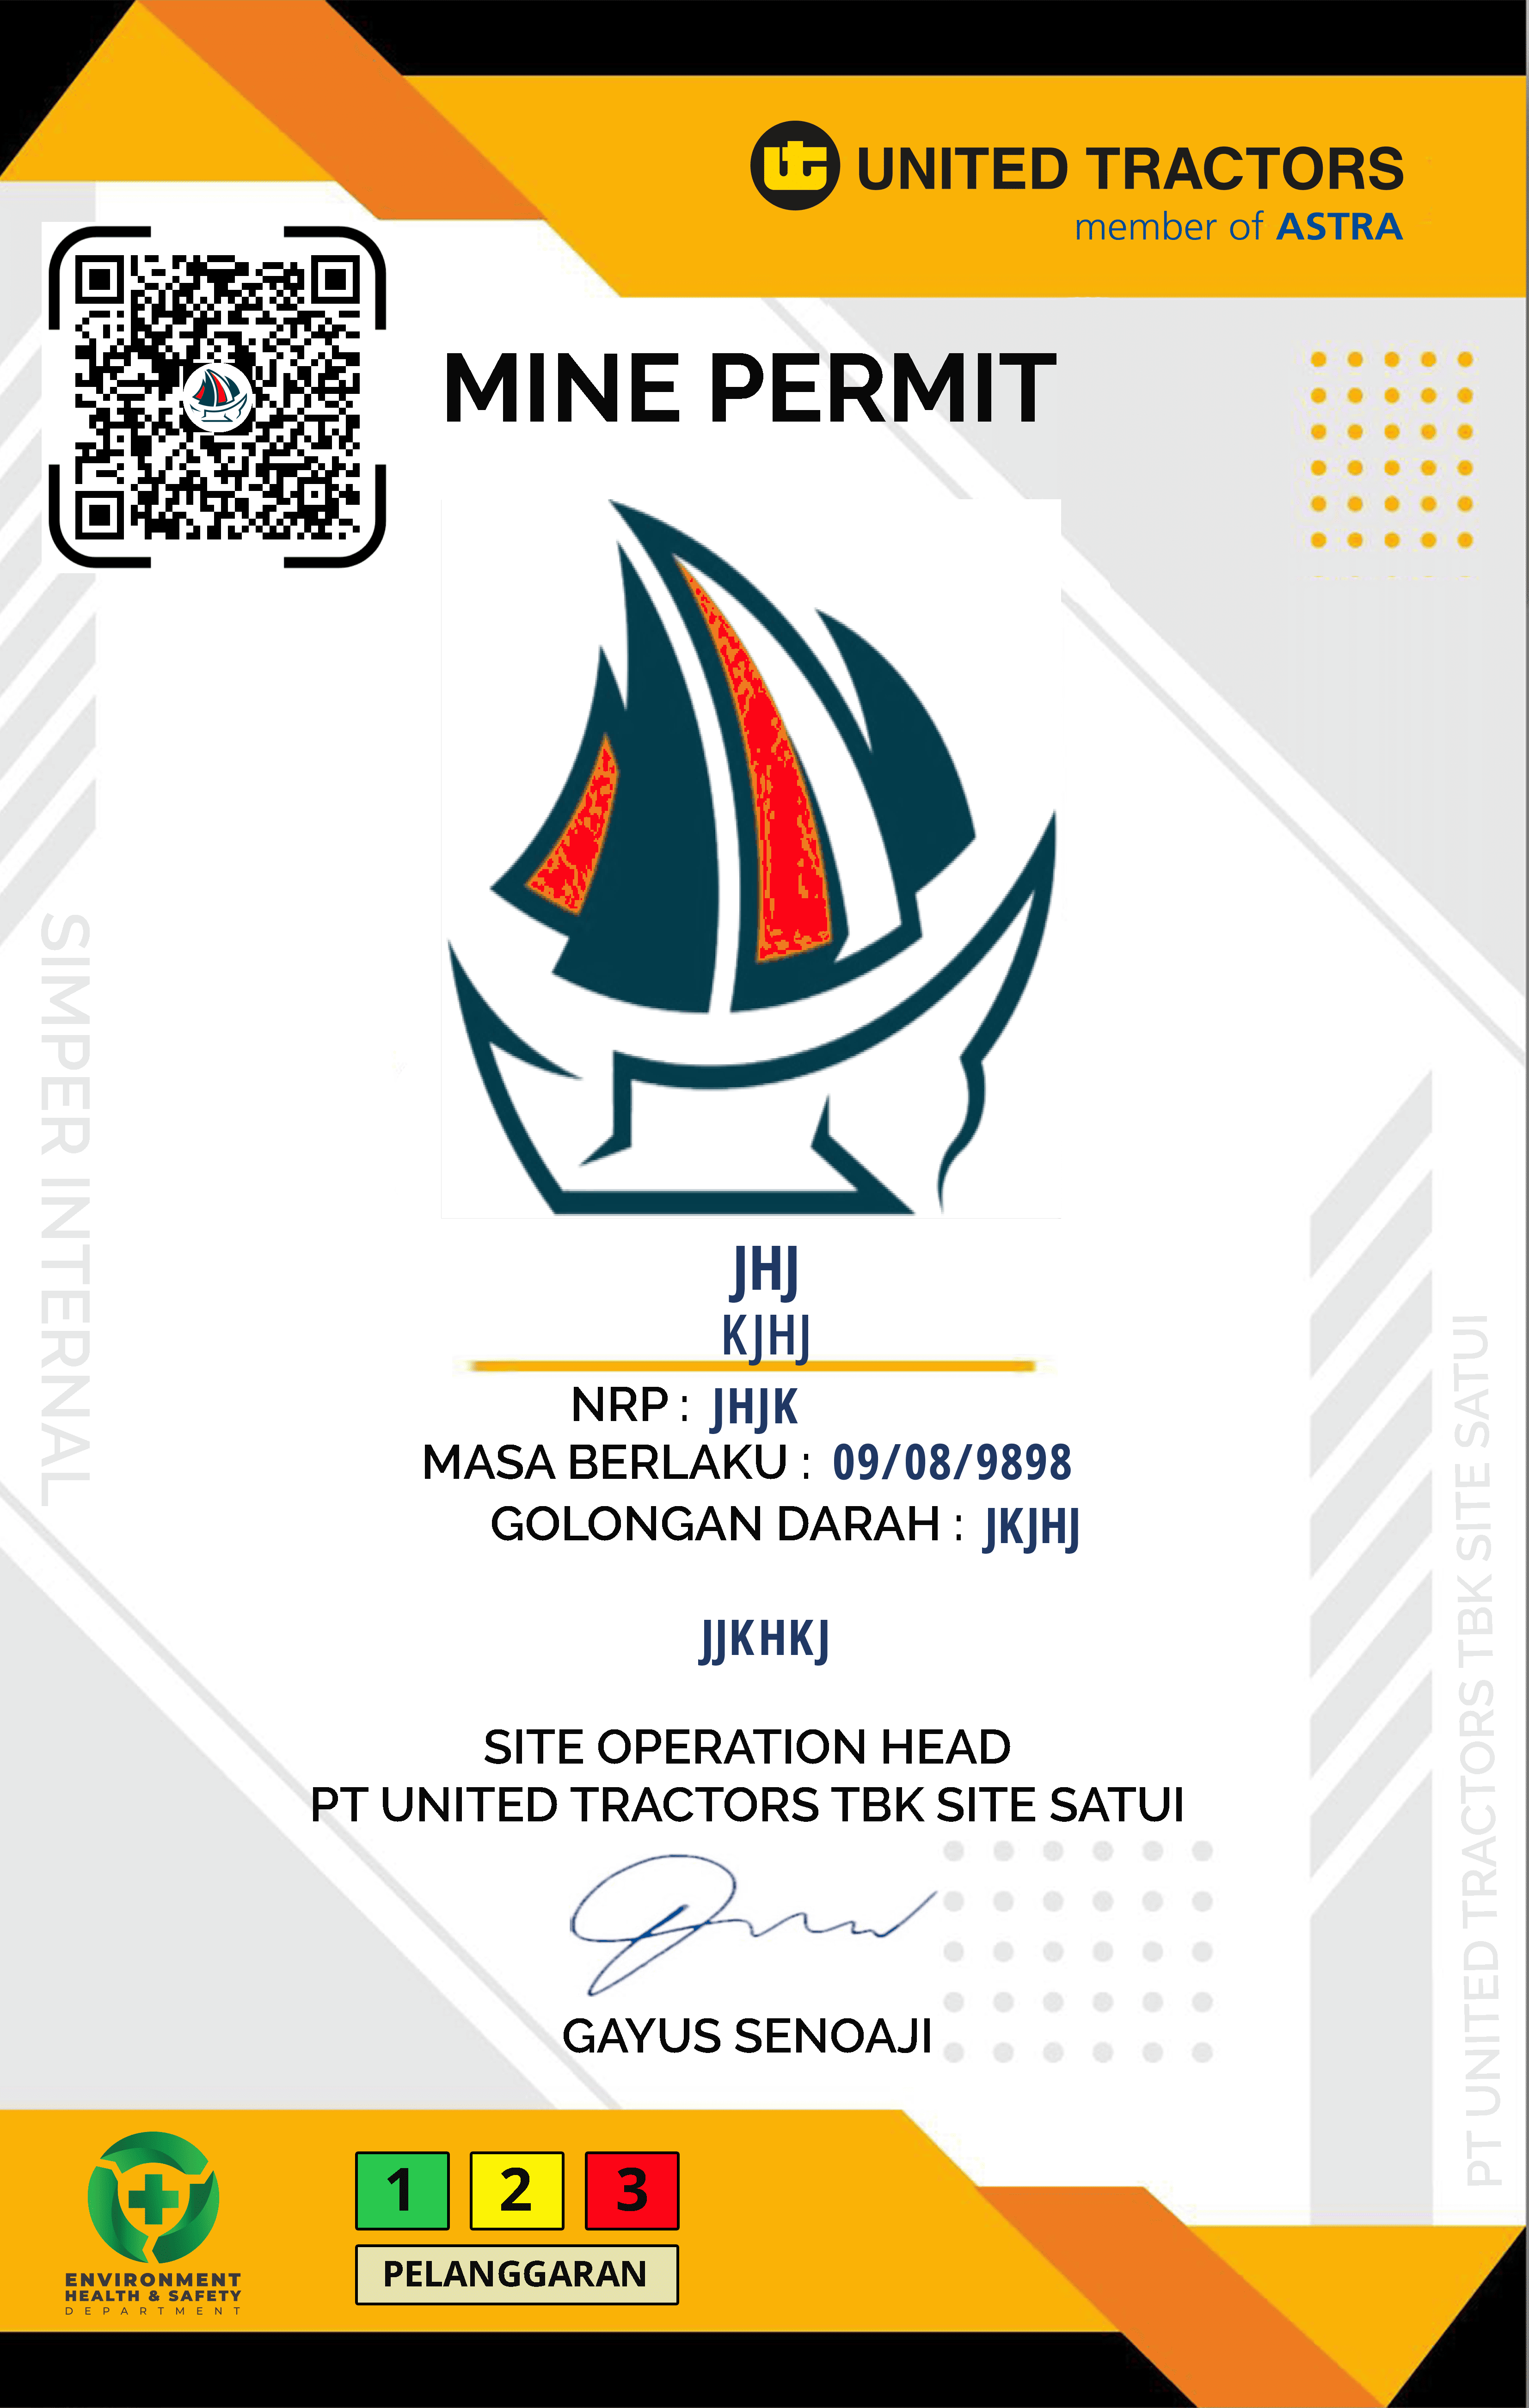 UNITED TRACTORS
member of ASTRA
MINE PERMIT
SIMPER INTERNAL
JHJ
KJHJ
NRP : JHJK
MASA BERLAKU : 09/08/9898
GOLONGAN DARAH : JKJHJ
JJKHKJ
SITE OPERATION HEAD
PT UNITED TRACTORS TBK SITE SATUI
GAYUS SENOAJI
PT UNITED TRACTORS TBK SITE SATUI
ENVIRONMENT
HEALTH & SAFETY
DEPARTMENT
1 2 3
PELANGGARAN